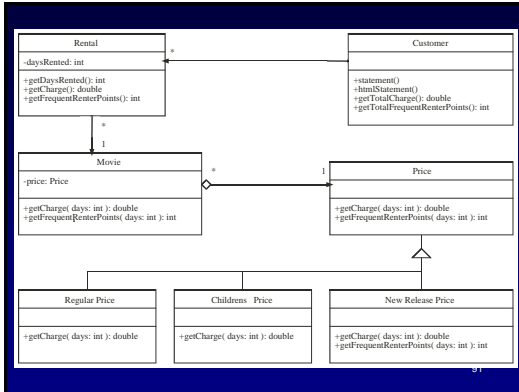 Rental
-daysRented: int
+getDaysRented(): int
+getCharge(): double
+getFrequentRenterPoints(): int
*
Customer
+statement()
+htmlStatement()
+getTotalCharge(): double
+getTotalFrequentRenterPoints(): int
*
1
Movie
-price: Price
+getCharge( days: int ): double
+getFrequentRenterPoints( days: int ): int
*
1
Price
+getCharge( days: int ): double
+getFrequentRenterPoints( days: int ): int
Regular Price
+getCharge( days: int ): double
Childrens Price
+getCharge( days: int ): double
New Release Price
+getCharge( days: int ): double
+getFrequentRenterPoints( days: int ): int
91